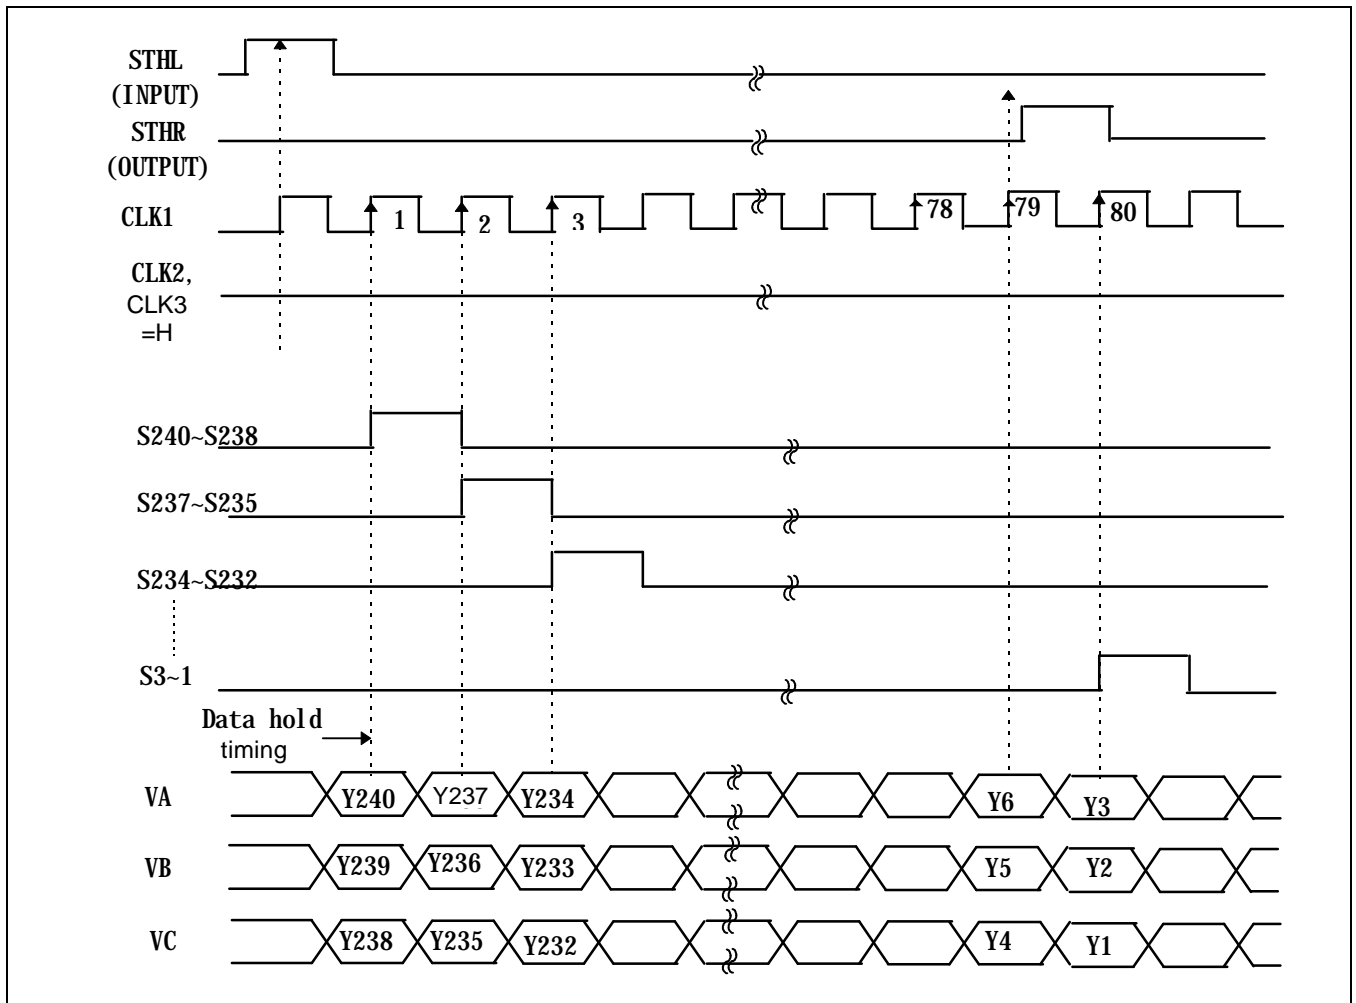 STHL
(INPUT)
STHR
(OUTPUT)
CLK1
1
2
3
78
79
80
CLK2,
CLK3
=H
S240~S238
S237~S235
S234~S232
S3~1
Data hold
timing
VA
Y240
Y237
Y234
Y6
Y3
VB
Y239
Y236
Y233
Y5
Y2
VC
Y238
Y235
Y232
Y4
Y1